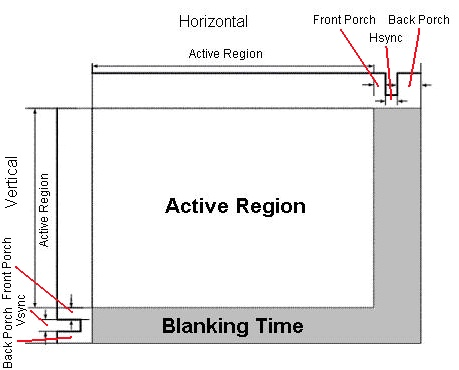 Horizontal
Front Porch
Back Porch
Hsync
Active Region
Vertical
Active Region
Active Region
Front Porch
Vsync
Back Porch
Blanking Time